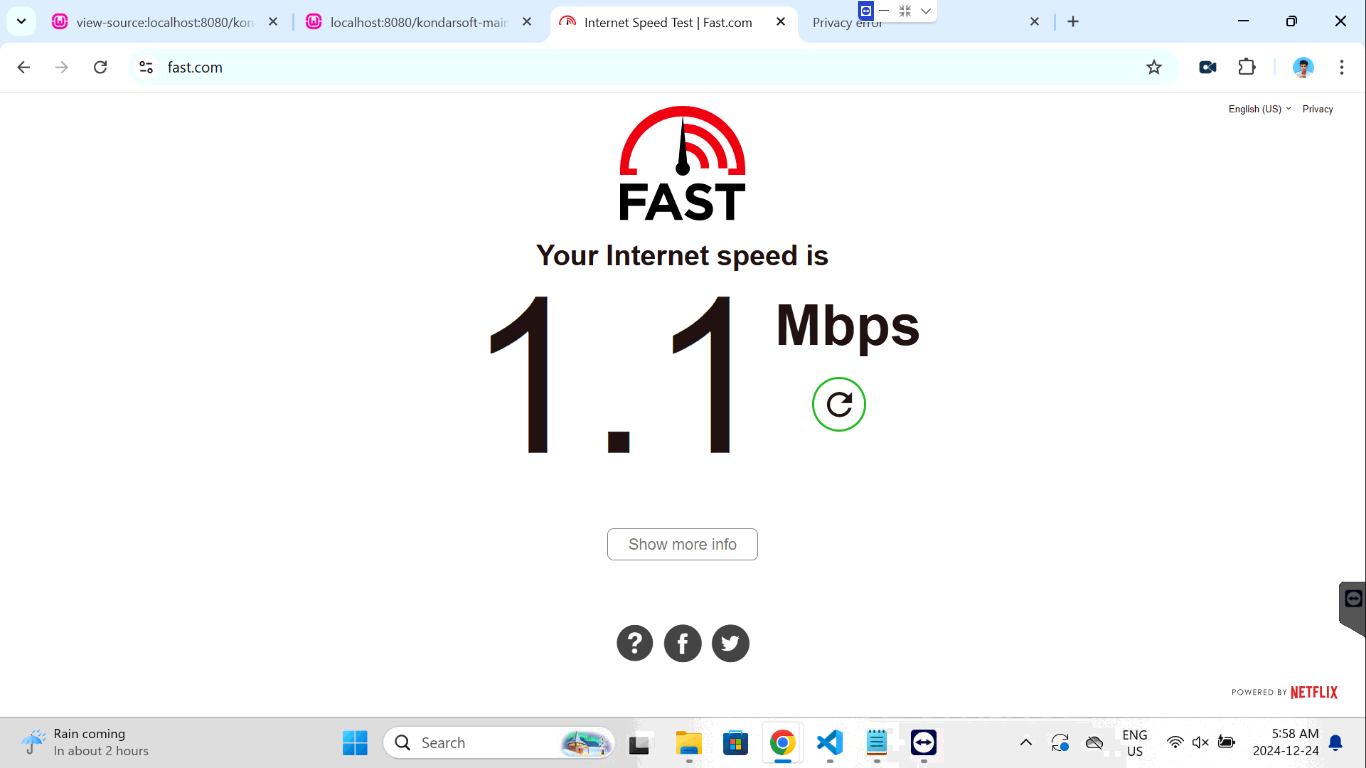 view-source:localhost:8080/kon
localhost:8080/kondarsoft-main
Internet Speed Test | Fast.com
Privacy error
fast.com
English (US)
Privacy
FAST
Your Internet speed is
1.1 Mbps
Show more info
POWERED BY NETFLIX
Rain coming
In about 2 hours
Search
ENG
US
5:58 AM
2024-12-24